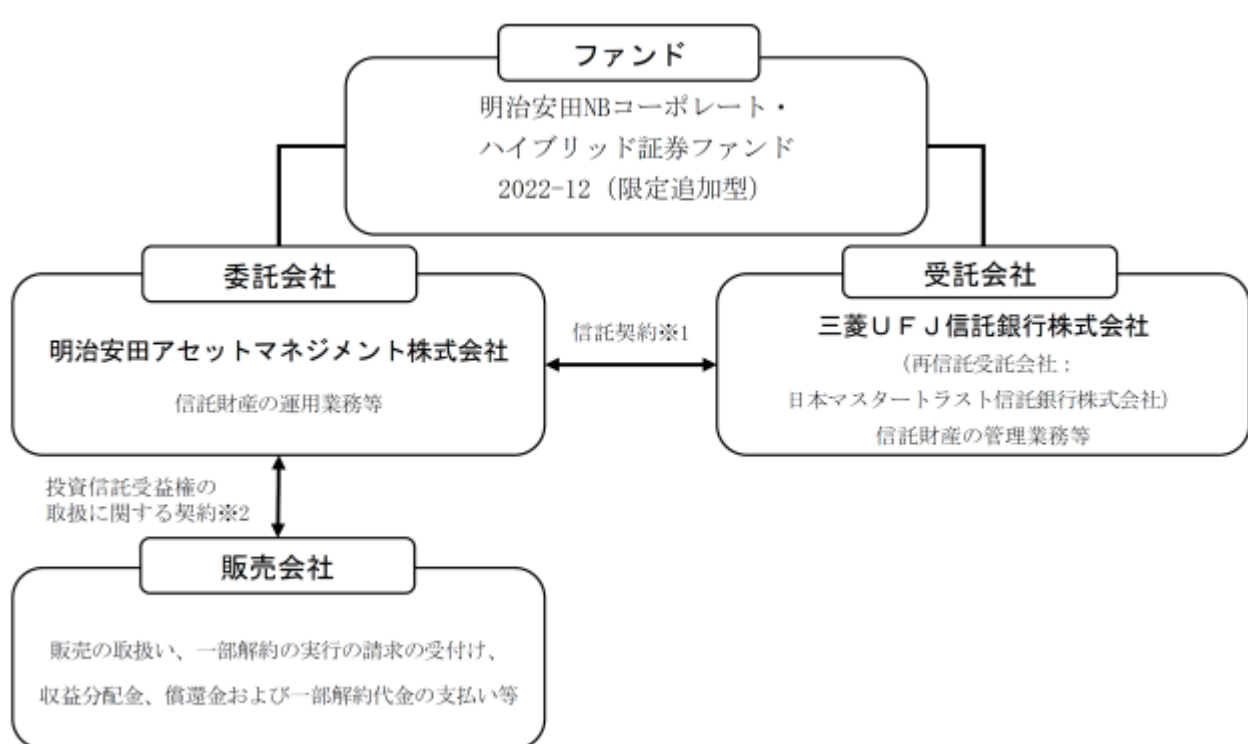 ファンド
明治安田NBコーポレート・
ハイブリッド証券ファンド
2022-12（限定追加型）
委託会社
明治安田アセットマネジメント株式会社
信託財産の運用業務等
信託契約※1
受託会社
三菱ＵＦＪ信託銀行株式会社
（再信託受託会社：
日本マスタートラスト信託銀行株式会社）
信託財産の管理業務等
投資信託受益権の
取扱に関する契約※2
販売会社
販売の取扱い、一部解約の実行の請求の受付け、
収益分配金、償還金および一部解約代金の支払い等